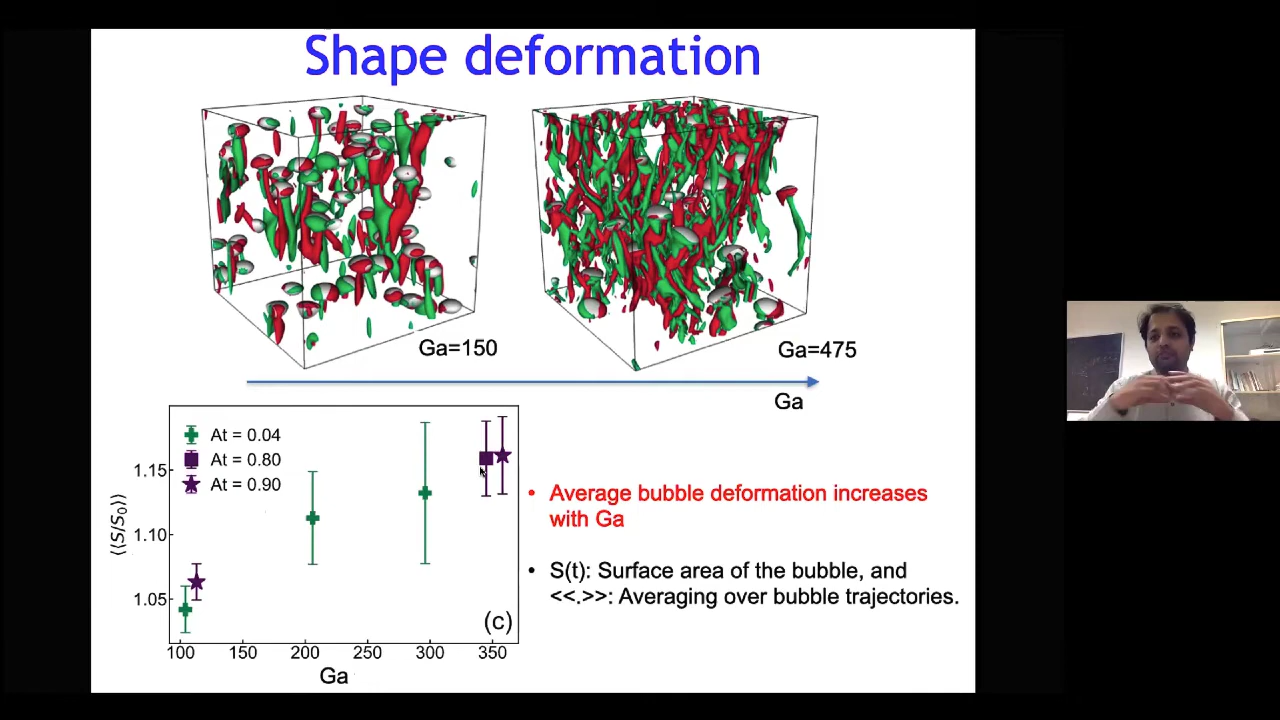 Shape deformation
Ga=150
Ga=475
Ga
At = 0.04
At = 0.80
At = 0.90
1.15
1.10
1.05
⟨⟨S/S₀⟩⟩
(c)
100 150 200 250 300 350
Ga
• Average bubble deformation increases
with Ga
• S(t): Surface area of the bubble, and
<<.>>: Averaging over bubble trajectories.